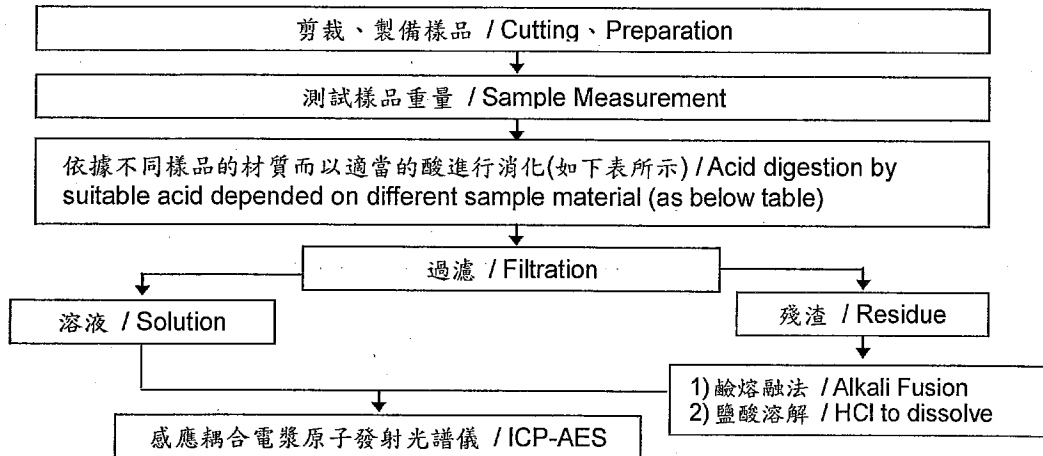 剪裁、製備樣品 / Cutting、Preparation
測試樣品重量 / Sample Measurement
依據不同樣品的材質而以適當的酸進行消化(如下表所示) / Acid digestion by
suitable acid depended on different sample material (as below table)
過濾 / Filtration
溶液 / Solution
殘渣 / Residue
1) 鹼熔融法 / Alkali Fusion
2) 鹽酸溶解 / HCl to dissolve
感應耦合電漿原子發射光譜儀 / ICP-AES